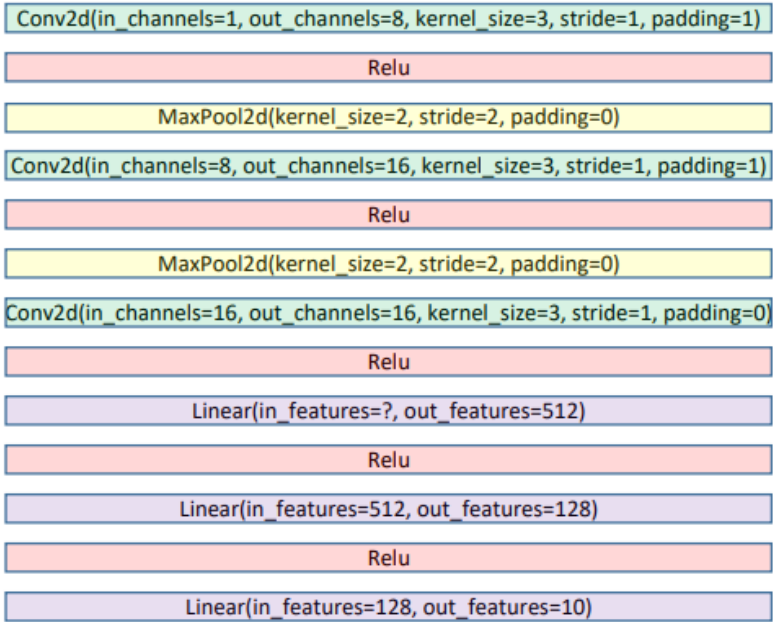 Conv2d(in_channels=1, out_channels=8, kernel_size=3, stride=1, padding=1)
Relu
MaxPool2d(kernel_size=2, stride=2, padding=0)
Conv2d(in_channels=8, out_channels=16, kernel_size=3, stride=1, padding=1)
Relu
MaxPool2d(kernel_size=2, stride=2, padding=0)
Conv2d(in_channels=16, out_channels=16, kernel_size=3, stride=1, padding=0)
Relu
Linear(in_features=?, out_features=512)
Relu
Linear(in_features=512, out_features=128)
Relu
Linear(in_features=128, out_features=10)